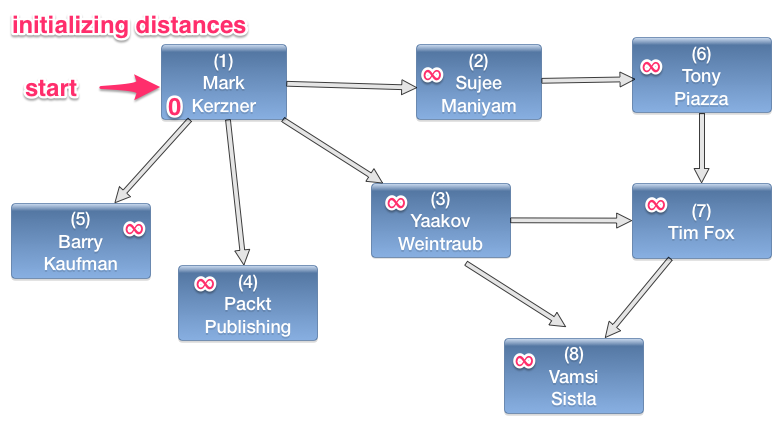 initializing distances
start
0
(1)
Mark
Kerzner
∞
(2)
Sujee
Maniyam
∞
(6)
Tony
Piazza
(5)
∞
Barry
Kaufman
∞
(4)
Packt
Publishing
∞
(3)
Yaakov
Weintraub
∞
(7)
Tim Fox
∞
(8)
Vamsi
Sistla